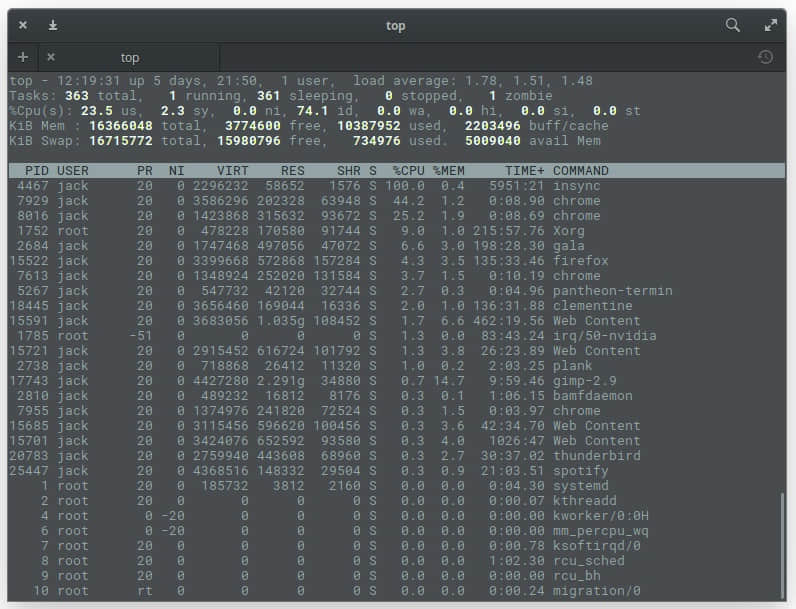 top
top
top - 12:19:31 up 5 days, 21:50,  1 user,  load average: 1.78, 1.51, 1.48
Tasks: 363 total,   1 running, 361 sleeping,   0 stopped,   1 zombie
%Cpu(s): 23.5 us,  2.3 sy,  0.0 ni, 74.1 id,  0.0 wa,  0.0 hi,  0.0 si,  0.0 st
KiB Mem : 16366048 total,  3774600 free, 10387952 used,  2203496 buff/cache
KiB Swap: 16715772 total, 15980796 free,   734976 used.  5009040 avail Mem
PID USER      PR  NI    VIRT    RES    SHR S  %CPU %MEM     TIME+ COMMAND
4467 jack      20   0 2296232  58652   1576 S 100.0  0.4   5951:21 insync
7929 jack      20   0 3586296 202328  63948 S  44.2  1.2   0:08.90 chrome
8016 jack      20   0 1423868 315632  93672 S  25.2  1.9   0:08.69 chrome
1752 root      20   0  478228 170580  91744 S   9.0  1.0 215:57.76 Xorg
2684 jack      20   0 1747468 497056  47072 S   6.6  3.0 198:28.30 gala
15522 jack      20   0 3399668 572868 157284 S   4.3  3.5 135:33.46 firefox
7613 jack      20   0 1348924 252020 131584 S   3.7  1.5   0:10.19 chrome
5267 jack      20   0  547732  42120  32744 S   2.7  0.3   0:04.96 pantheon-termin
18445 jack      20   0 3656460 169044  16336 S   2.0  1.0 136:31.88 clementine
15591 jack      20   0 3683056 1.035g 108452 S   1.7  6.6 462:19.56 Web Content
1785 root     -51   0       0      0      0 S   1.3  0.0  83:43.24 irq/50-nvidia
15721 jack      20   0 2915452 616724 101792 S   1.3  3.8  26:23.89 Web Content
2738 jack      20   0  718868  26412  11320 S   1.0  0.2   2:03.25 plank
17743 jack      20   0 4427280 2.291g  34880 S   0.7 14.7   9:59.46 gimp-2.9
2810 jack      20   0  489232  16812   8176 S   0.3  0.1   1:06.15 bamfdaemon
7955 jack      20   0 1374976 241820  72524 S   0.3  1.5   0:03.97 chrome
15685 jack      20   0 3115456 596620 100456 S   0.3  3.6  42:34.70 Web Content
15701 jack      20   0 3424076 652592  93580 S   0.3  4.0   1026:47 Web Content
20783 jack      20   0 2759940 443608  68960 S   0.3  2.7  30:37.02 thunderbird
25447 jack      20   0 4368516 148332  29504 S   0.3  0.9  21:03.51 spotify
1 root      20   0  185732   3812   2160 S   0.0  0.0   0:04.30 systemd
2 root      20   0       0      0      0 S   0.0  0.0   0:00.07 kthreadd
4 root       0 -20       0      0      0 S   0.0  0.0   0:00.00 kworker/0:0H
6 root       0 -20       0      0      0 S   0.0  0.0   0:00.00 mm_percpu_wq
7 root      20   0       0      0      0 S   0.0  0.0   0:00.78 ksoftirqd/0
8 root      20   0       0      0      0 S   0.0  0.0   1:02.30 rcu_sched
9 root      20   0       0      0      0 S   0.0  0.0   0:00.00 rcu_bh
10 root      rt   0       0      0      0 S   0.0  0.0   0:00.24 migration/0